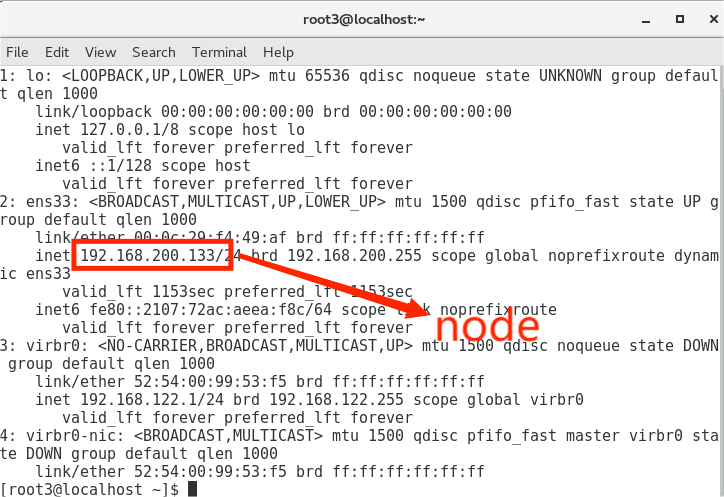 root3@localhost:~
File Edit View Search Terminal Help
1: lo: <LOOPBACK,UP,LOWER_UP> mtu 65536 qdisc noqueue state UNKNOWN group defaul
t qlen 1000
link/loopback 00:00:00:00:00:00 brd 00:00:00:00:00:00
inet 127.0.0.1/8 scope host lo
valid_lft forever preferred_lft forever
inet6 ::1/128 scope host
valid_lft forever preferred_lft forever
2: ens33: <BROADCAST,MULTICAST,UP,LOWER_UP> mtu 1500 qdisc pfifo_fast state UP g
roup default qlen 1000
link/ether 00:0c:29:f4:49:af brd ff:ff:ff:ff:ff:ff
inet 192.168.200.133/24 brd 192.168.200.255 scope global noprefixroute dynam
ic ens33
valid_lft 1153sec preferred_lft 1153sec
inet6 fe80::2107:72ac:aeea:f8c/64 scope link noprefixroute
valid_lft forever preferred_lft forever
node
3: virbr0: <NO-CARRIER,BROADCAST,MULTICAST,UP> mtu 1500 qdisc noqueue state DOWN
group default qlen 1000
link/ether 52:54:00:99:53:f5 brd ff:ff:ff:ff:ff:ff
inet 192.168.122.1/24 brd 192.168.122.255 scope global virbr0
valid_lft forever preferred_lft forever
4: virbr0-nic: <BROADCAST,MULTICAST> mtu 1500 qdisc pfifo_fast master virbr0 sta
te DOWN group default qlen 1000
link/ether 52:54:00:99:53:f5 brd ff:ff:ff:ff:ff:ff
[root3@localhost ~]$